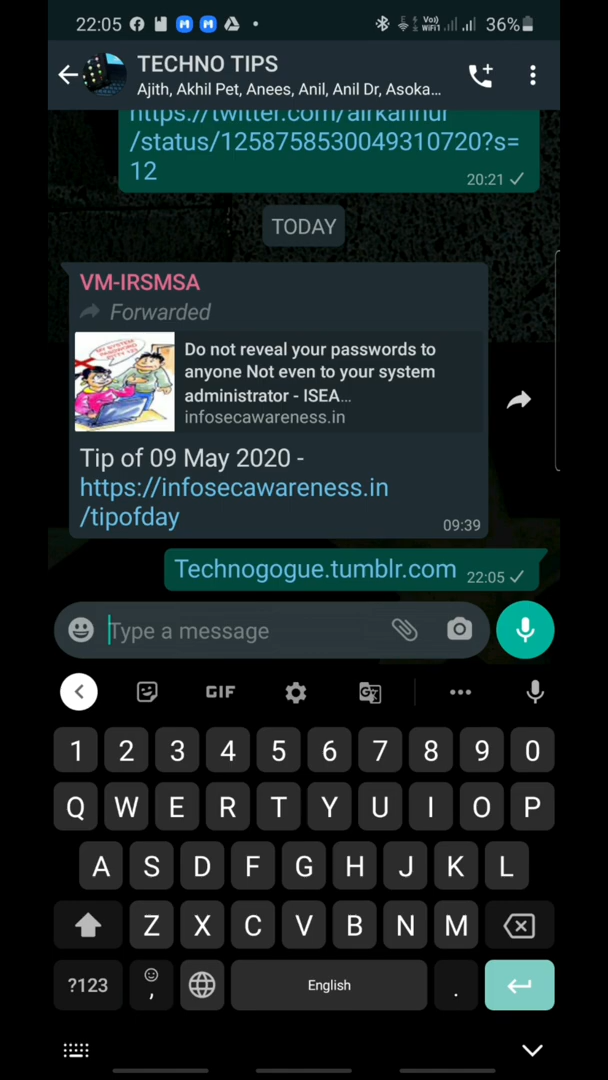 22:05 36%
TECHNO TIPS
Ajith, Akhil Pet, Anees, Anil, Anil Dr, Asoka...
https://twitter.com/airkannur
/status/1258758530049310720?s=
12
20:21
TODAY
VM-IRSMSA
Forwarded
Do not reveal your passwords to
anyone Not even to your system
administrator - ISEA...
infosecawareness.in
Tip of 09 May 2020 -
https://infosecawareness.in
/tipofday
09:39
Technogogue.tumblr.com 22:05
Type a message
GIF
1 2 3 4 5 6 7 8 9 0
Q W E R T Y U I O P
A S D F G H J K L
Z X C V B N M
?123 , English .